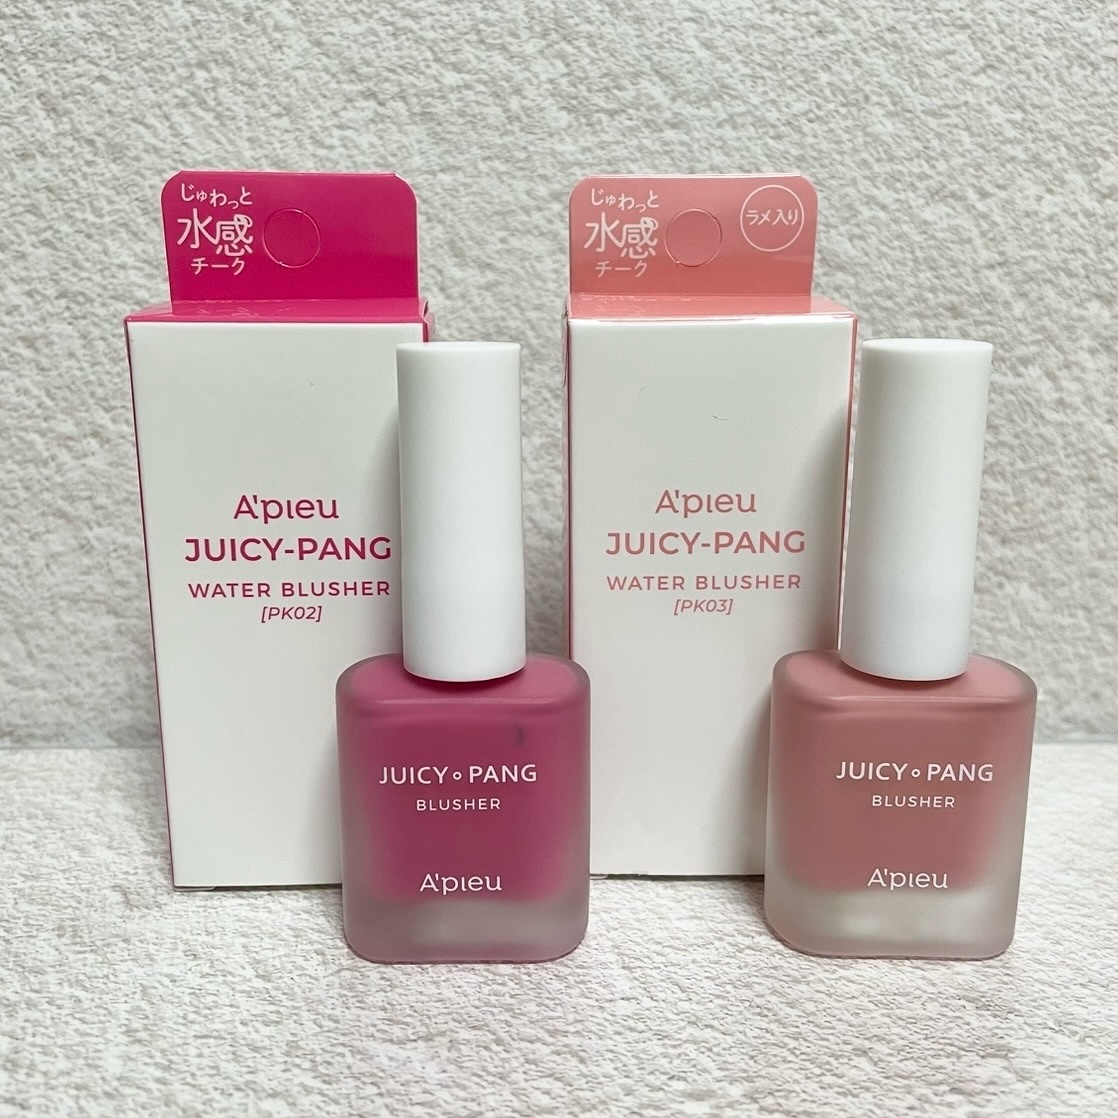 じゅわっと
水感
チーク
A'pieu
JUICY-PANG
WATER BLUSHER
[PK02]
JUICY PANG
BLUSHER
A'pieu
じゅわっと
水感
チーク
ラメ入り
A'pieu
JUICY-PANG
WATER BLUSHER
[PK03]
JUICY PANG
BLUSHER
A'pieu